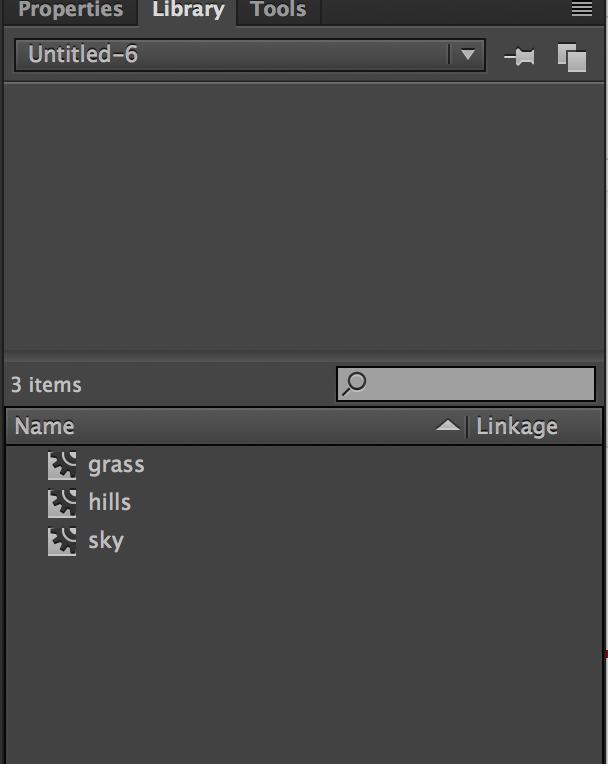 Properties Library Tools
Untitled-6
3 items
Name Linkage
grass
hills
sky